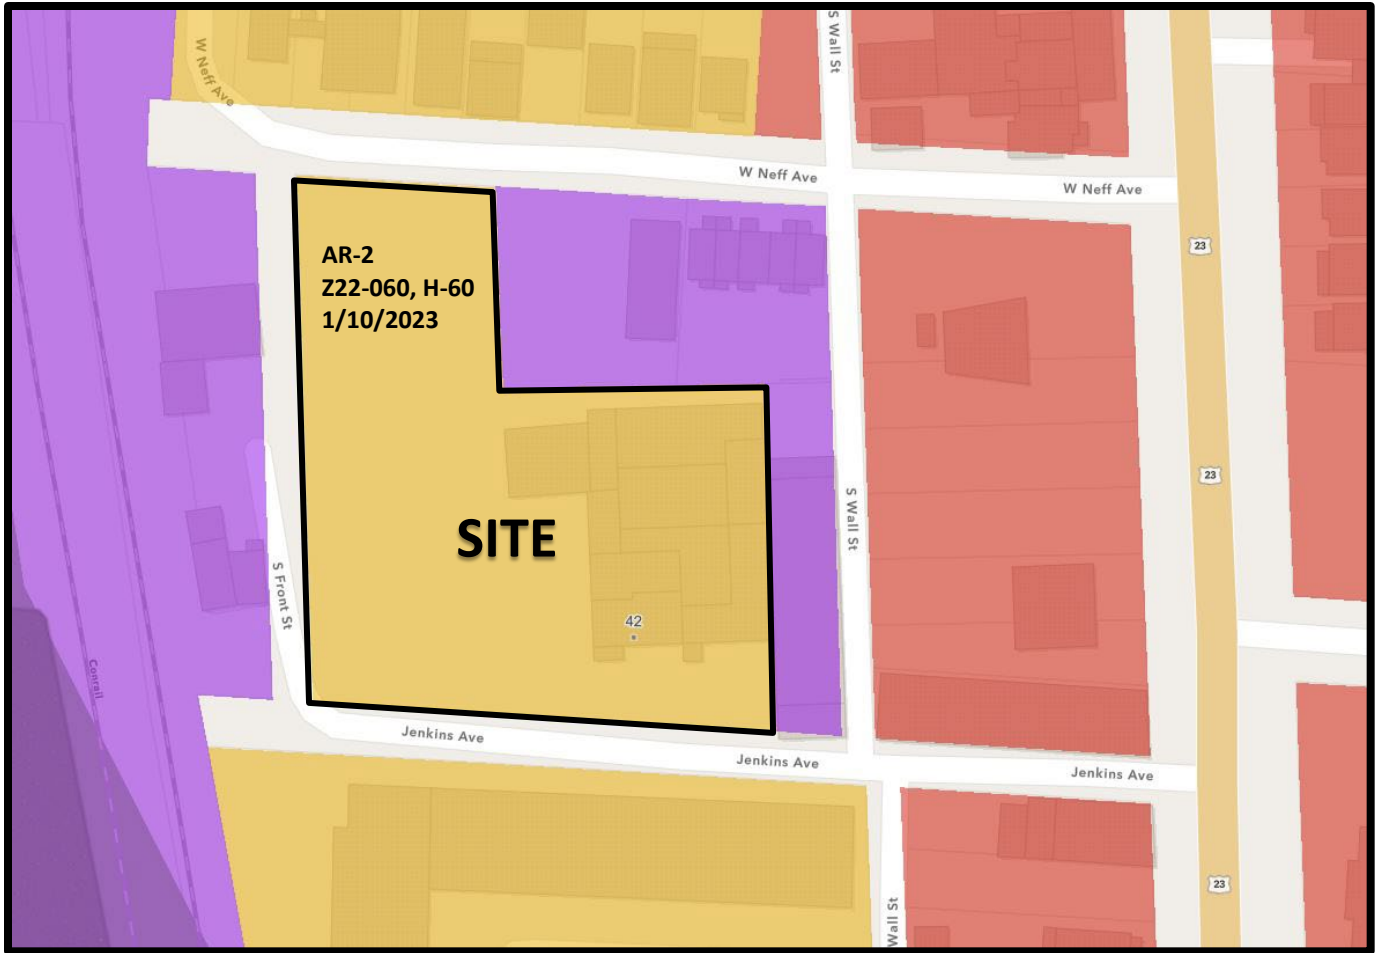 S Wall St
W Neff Ave
W Neff Ave
W Neff Ave
23
AR-2
Z22-060, H-60
1/10/2023
23
S Wall St
SITE
S Front St
42
Conrail
Jenkins Ave
Jenkins Ave
Jenkins Ave
23
Wall St